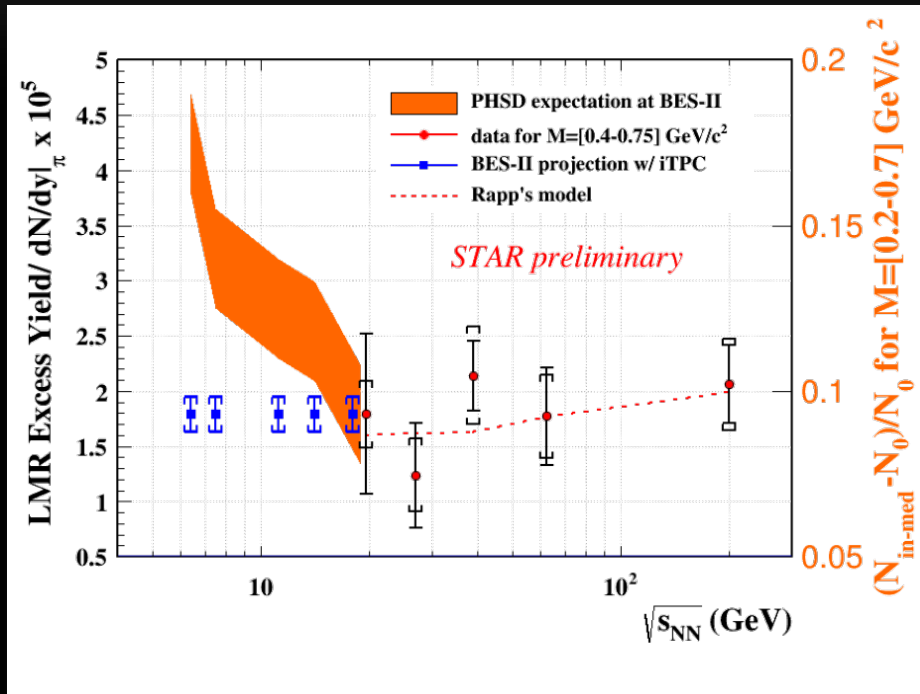 LMR Excess Yield/ dN/dy|π x 10⁵
5
4.5
4
3.5
3
2.5
2
1.5
1
0.5
PHSD expectation at BES-II
data for M=[0.4-0.75] GeV/c²
BES-II projection w/ iTPC
Rapp's model
STAR preliminary
0.2
0.15
0.1
0.05
(N_in-med-N₀)/N₀ for M=[0.2-0.7] GeV/c²
10
10²
√s_NN (GeV)